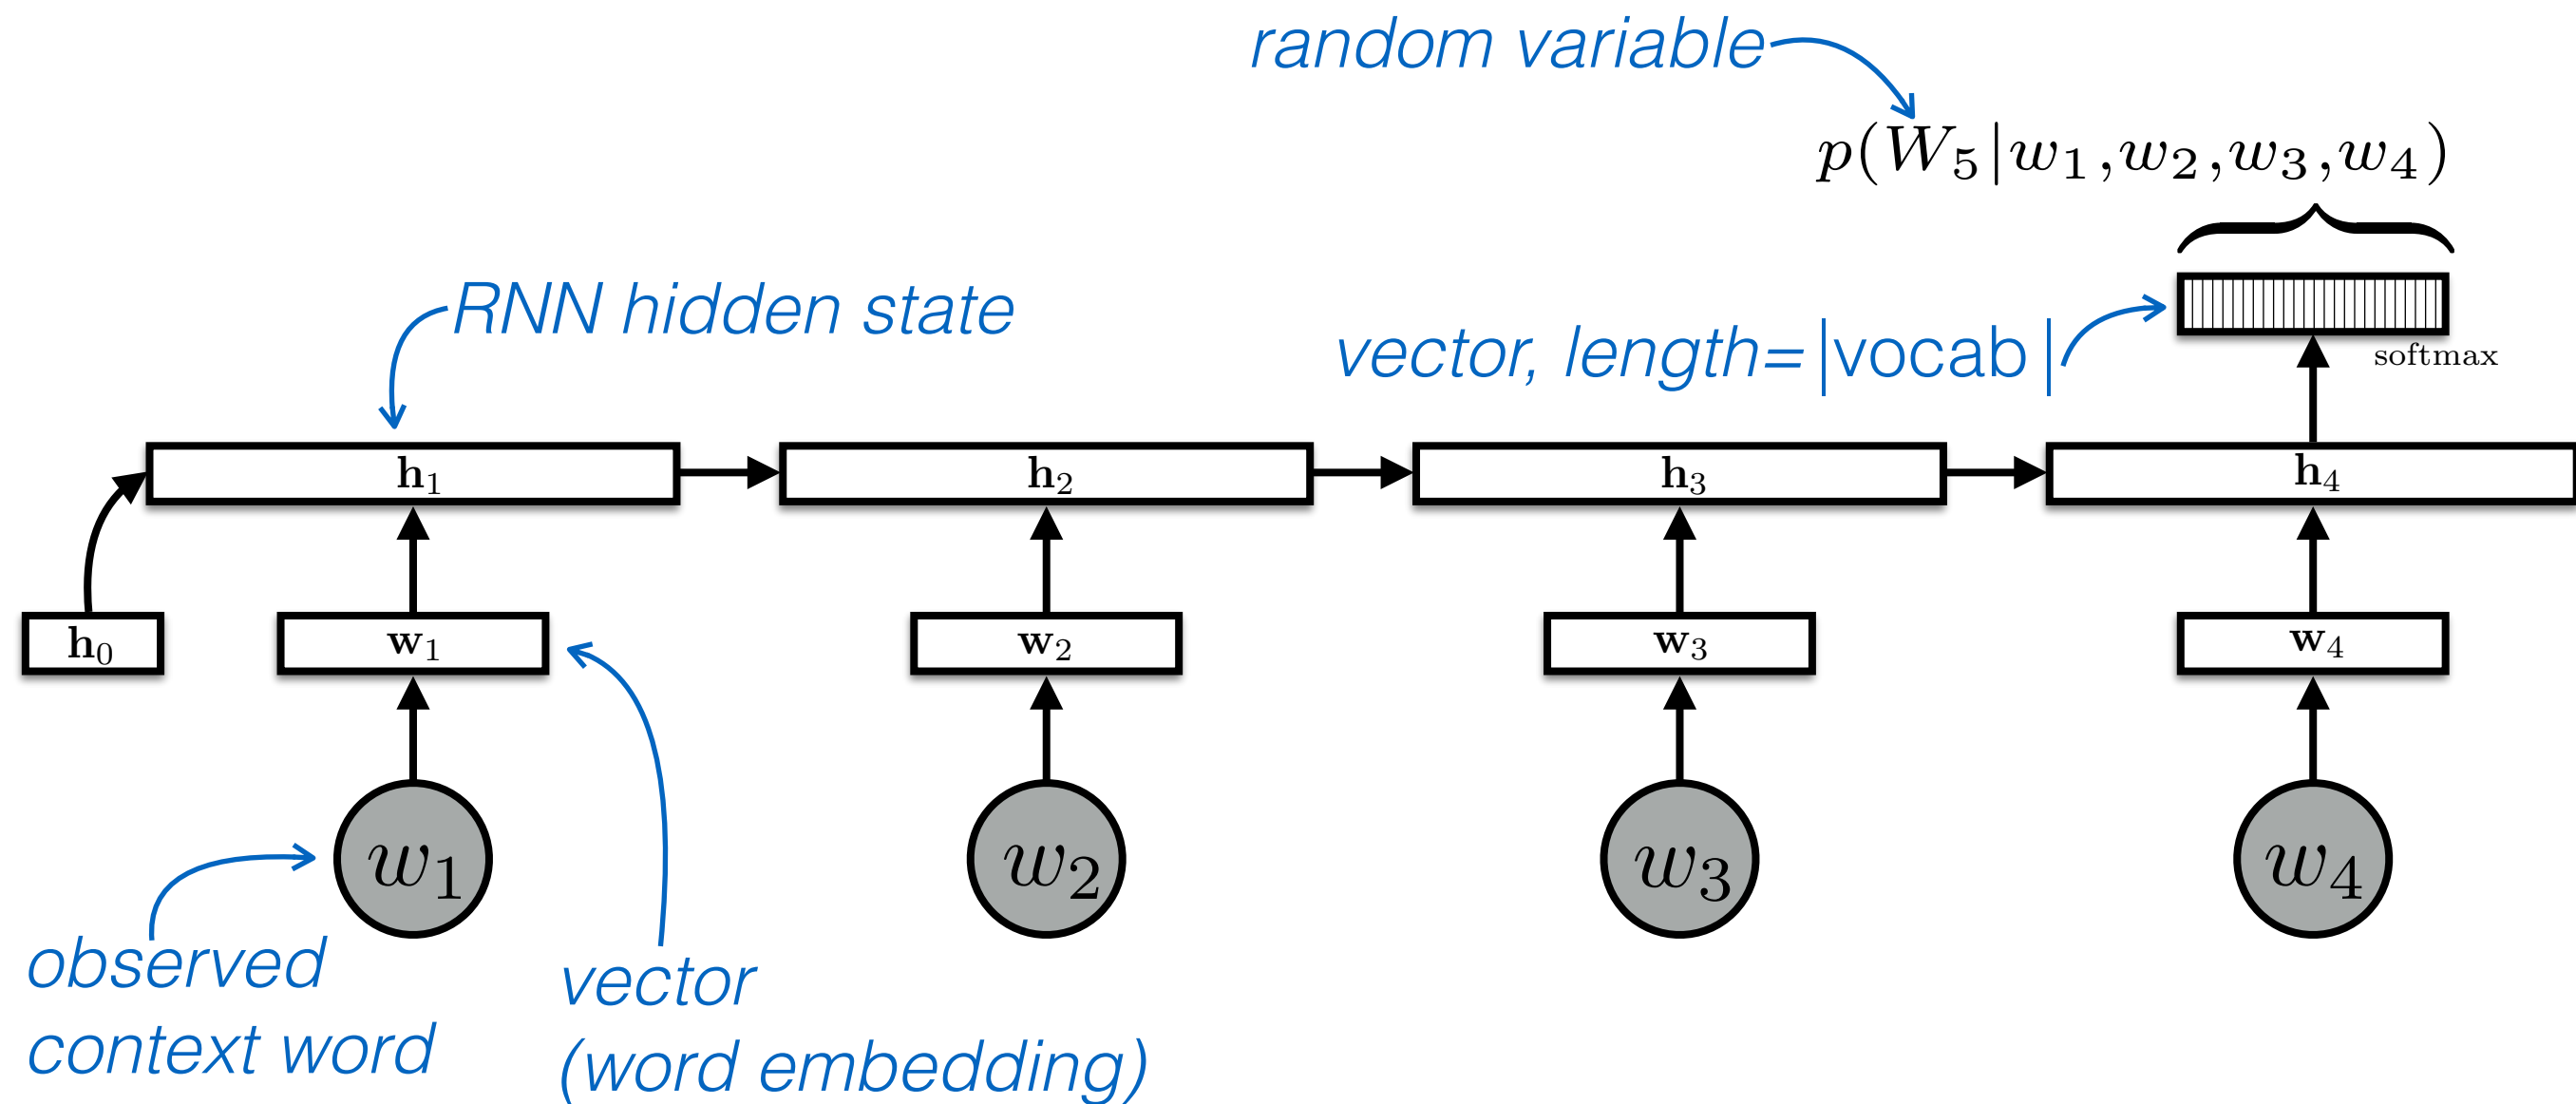 random variable
p(W₅|w₁,w₂,w₃,w₄)
RNN hidden state
vector, length=|vocab|
softmax
h₁
h₂
h₃
h₄
h₀
w₁
w₂
w₃
w₄
w₁
w₂
w₃
w₄
observed
context word
vector
(word embedding)